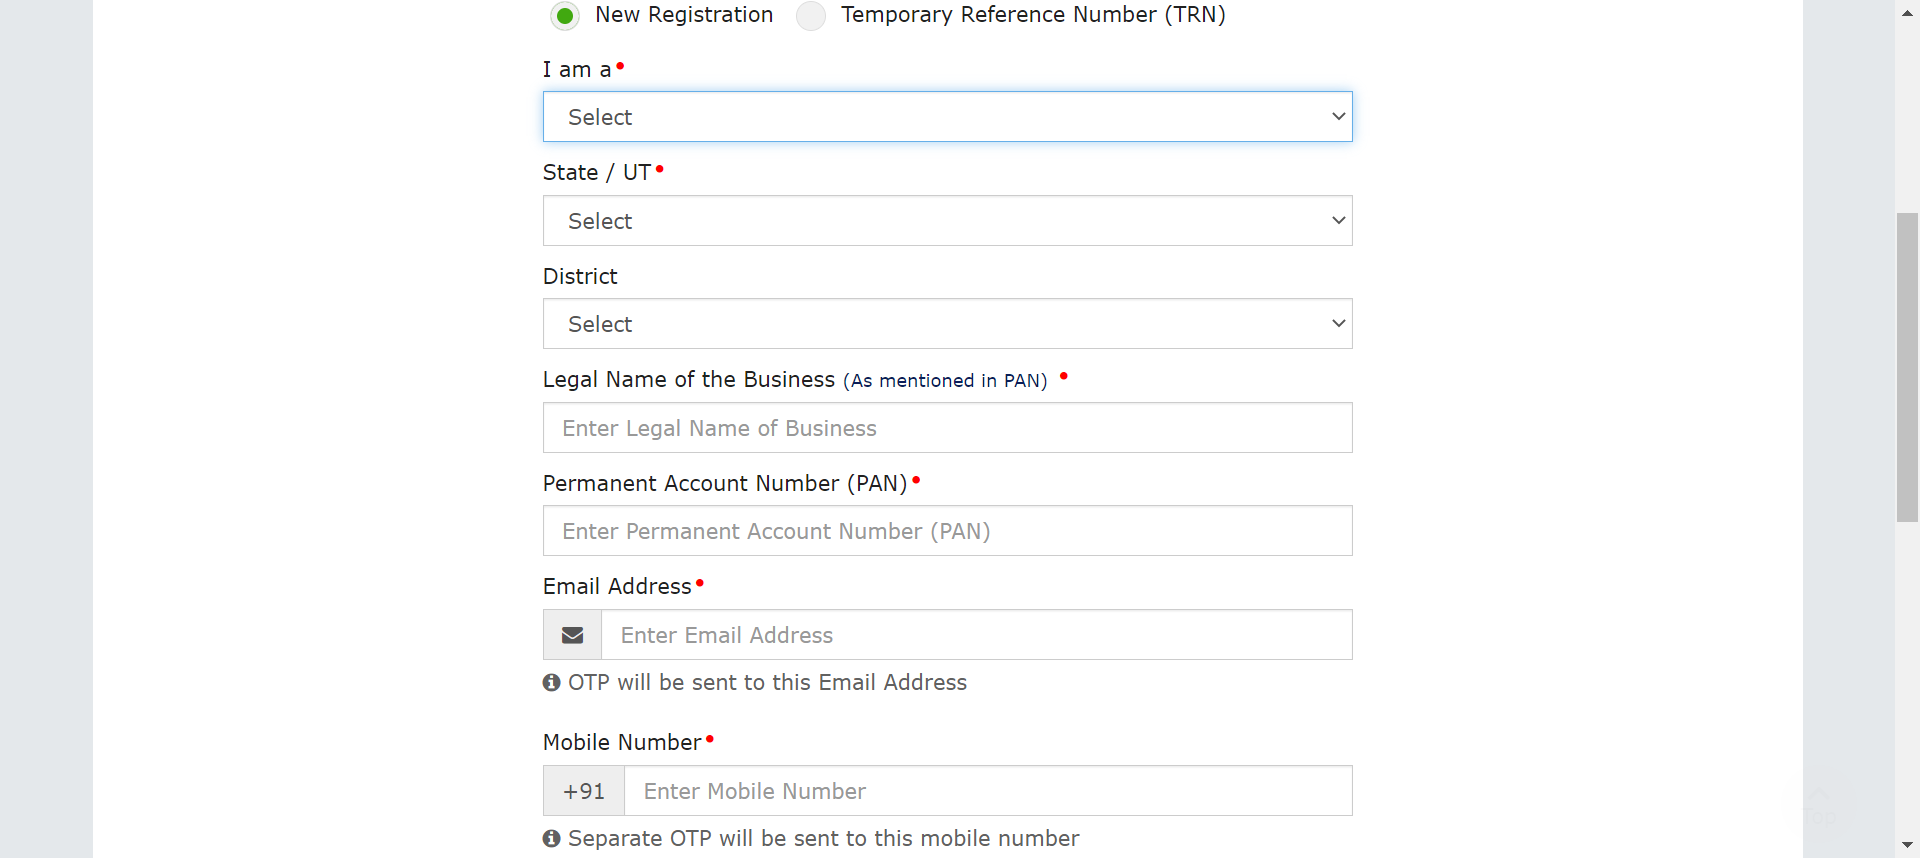 New Registration Temporary Reference Number (TRN)
I am a•
Select
State / UT•
Select
District
Select
Legal Name of the Business (As mentioned in PAN) •
Enter Legal Name of Business
Permanent Account Number (PAN)•
Enter Permanent Account Number (PAN)
Email Address•
Enter Email Address
OTP will be sent to this Email Address
Mobile Number•
+91 Enter Mobile Number
Separate OTP will be sent to this mobile number